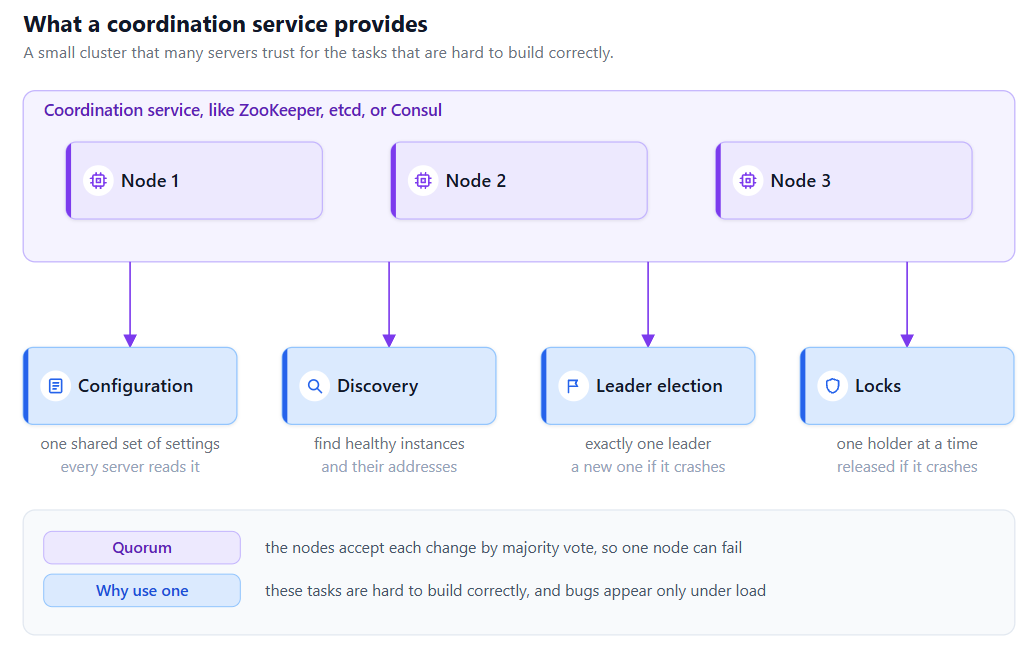 What a coordination service provides
A small cluster that many servers trust for the tasks that are hard to build correctly.
Coordination service, like ZooKeeper, etcd, or Consul
Node 1
Node 2
Node 3
Configuration
one shared set of settings
every server reads it
Discovery
find healthy instances
and their addresses
Leader election
exactly one leader
a new one if it crashes
Locks
one holder at a time
released if it crashes
Quorum
the nodes accept each change by majority vote, so one node can fail
Why use one
these tasks are hard to build correctly, and bugs appear only under load